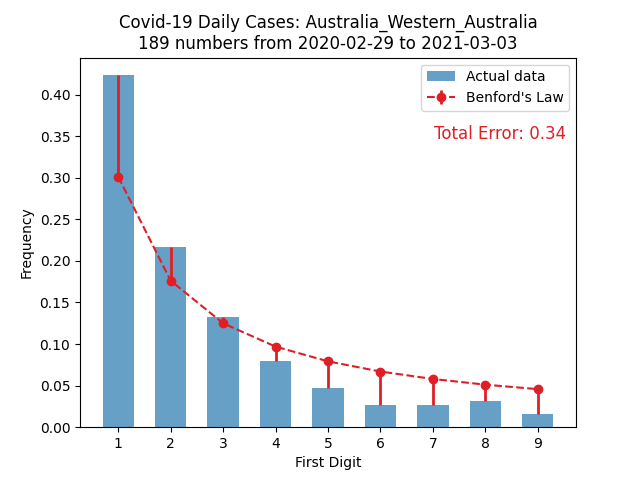 Covid-19 Daily Cases: Australia_Western_Australia
189 numbers from 2020-02-29 to 2021-03-03
Actual data
Benford's Law
Total Error: 0.34
Frequency
0.40
0.35
0.30
0.25
0.20
0.15
0.10
0.05
0.00
1 2 3 4 5 6 7 8 9
First Digit